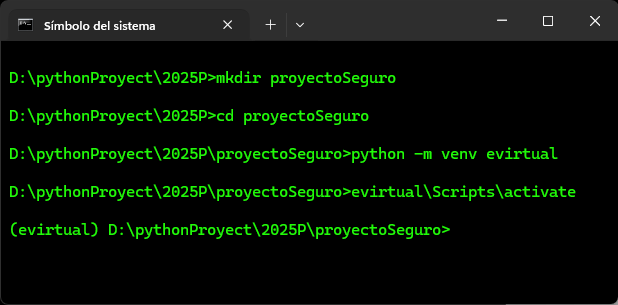 Símbolo del sistema
D:\pythonProyect\2025P>mkdir proyectoSeguro
D:\pythonProyect\2025P>cd proyectoSeguro
D:\pythonProyect\2025P\proyectoSeguro>python -m venv evirtual
D:\pythonProyect\2025P\proyectoSeguro>evirtual\Scripts\activate
(evirtual) D:\pythonProyect\2025P\proyectoSeguro>